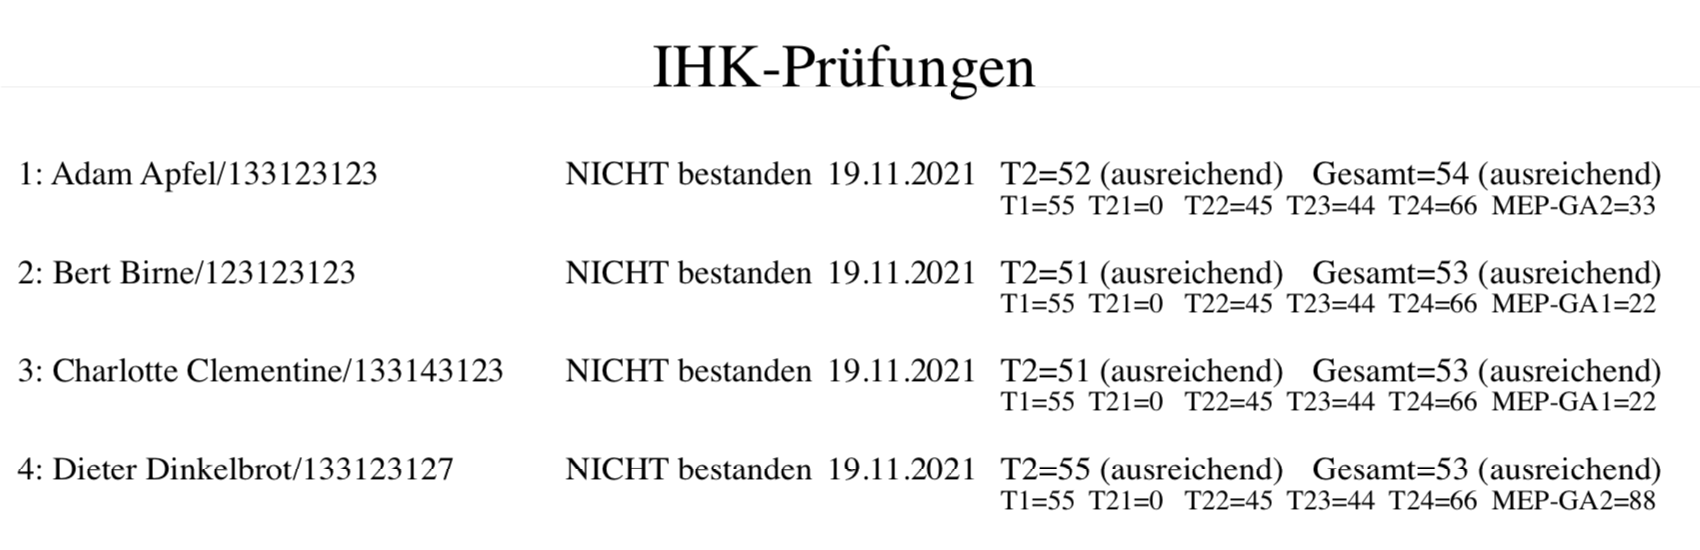 IHK-Prüfungen
1: Adam Apfel/133123123 NICHT bestanden 19.11.2021 T2=52 (ausreichend) Gesamt=54 (ausreichend)
T1=55 T21=0 T22=45 T23=44 T24=66 MEP-GA2=33
2: Bert Birne/123123123 NICHT bestanden 19.11.2021 T2=51 (ausreichend) Gesamt=53 (ausreichend)
T1=55 T21=0 T22=45 T23=44 T24=66 MEP-GA1=22
3: Charlotte Clementine/133143123 NICHT bestanden 19.11.2021 T2=51 (ausreichend) Gesamt=53 (ausreichend)
T1=55 T21=0 T22=45 T23=44 T24=66 MEP-GA1=22
4: Dieter Dinkelbrot/133123127 NICHT bestanden 19.11.2021 T2=55 (ausreichend) Gesamt=53 (ausreichend)
T1=55 T21=0 T22=45 T23=44 T24=66 MEP-GA2=88